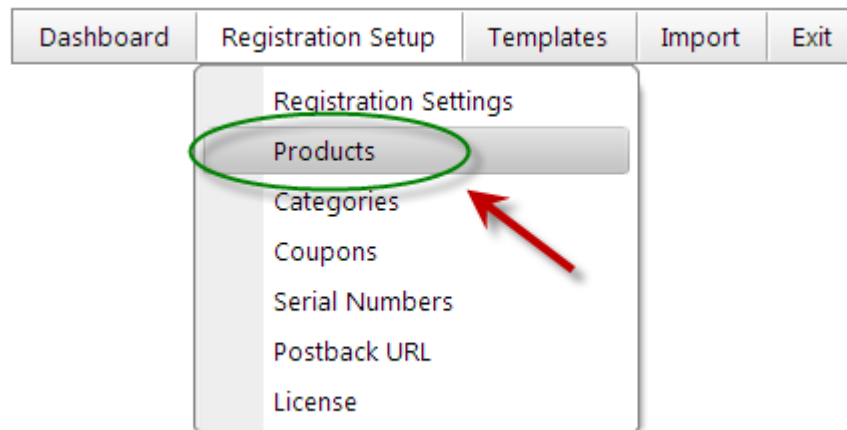 Dashboard Registration Setup Templates Import Exit
Registration Settings
Products
Categories
Coupons
Serial Numbers
Postback URL
License